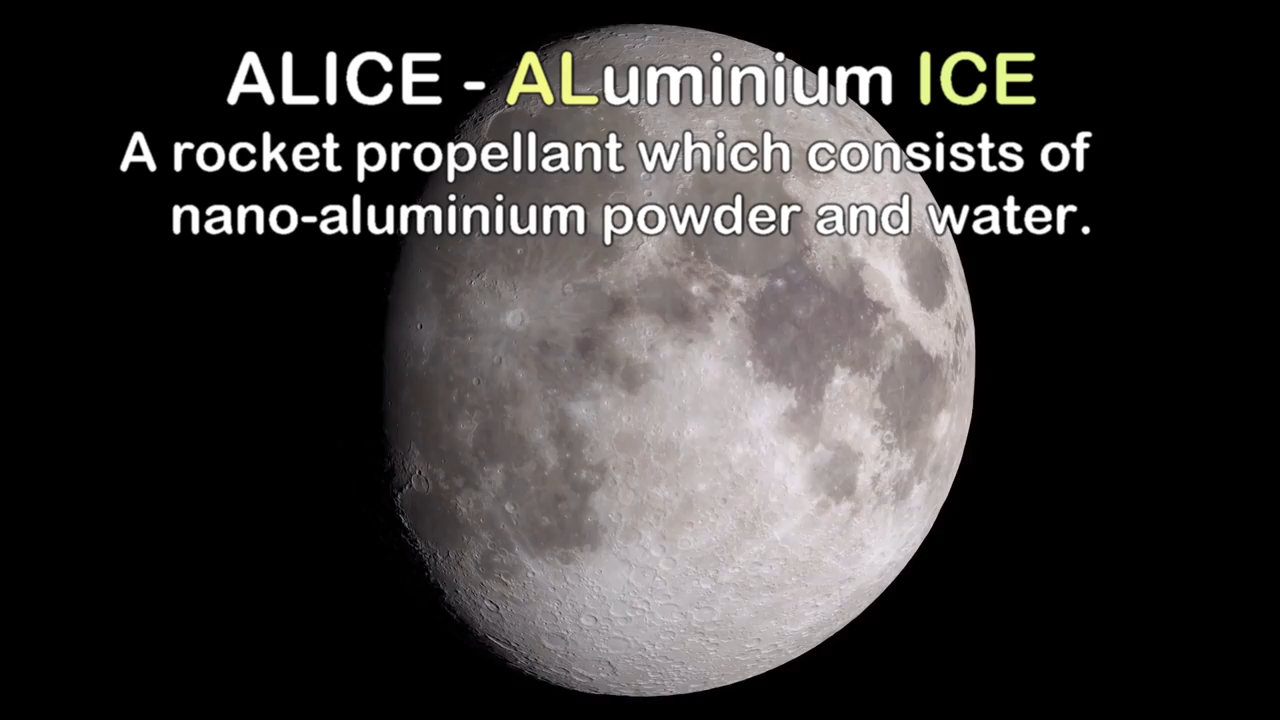 ALICE - ALuminium ICE
A rocket propellant which consists of
nano-aluminium powder and water.